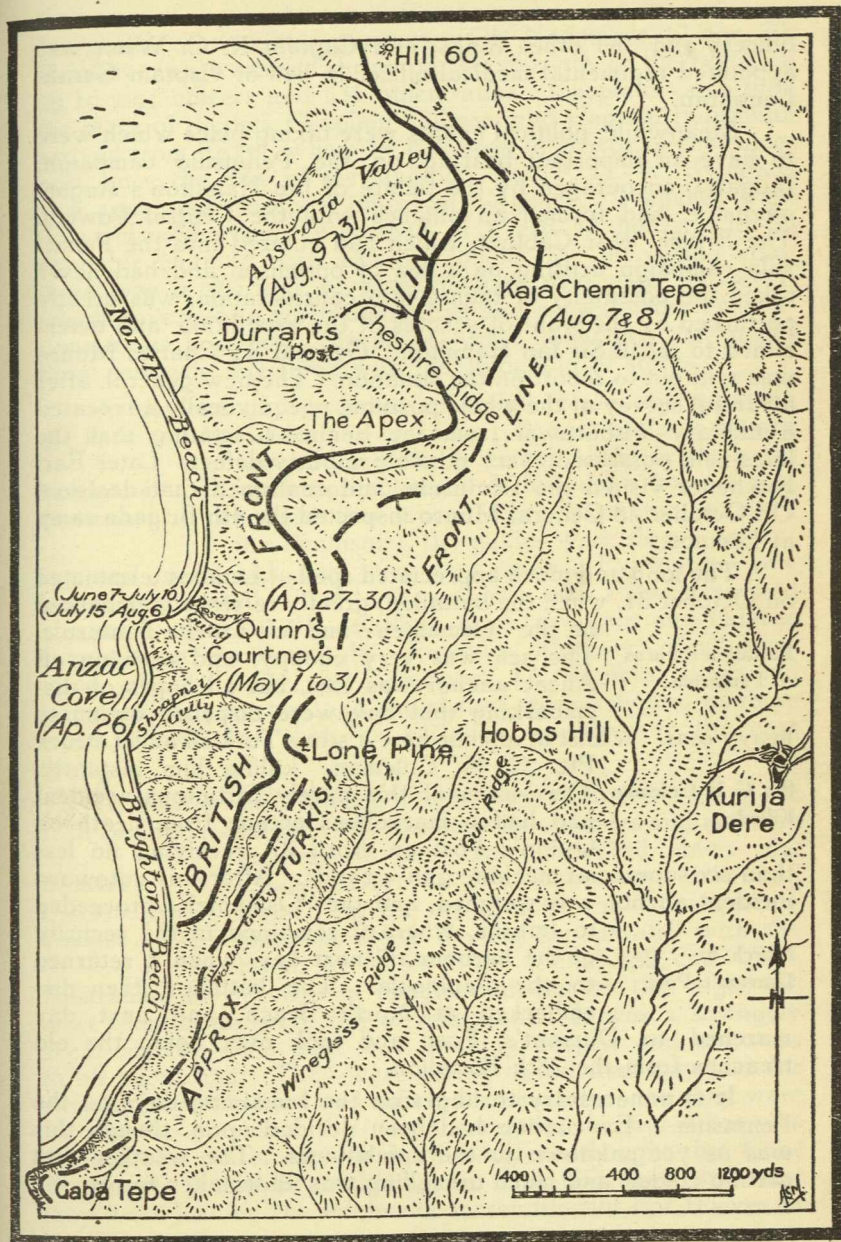 Hill 60
Australia Valley
(Aug. 9-31)
LINE
Kaja Chemin Tepe
(Aug. 7 & 8.)
Durrants
Post
Cheshire Ridge
North Beach
LINE
The Apex
FRONT
FRONT
(June 7-July 10)
(July 15 Aug. 6)
Reserve
Gully
(Ap. 27-30)
Quinns
Courtneys
(May 1 to 31)
Anzac
Cove
(Ap. 26)
Shrapnel
Gully
Lone Pine
Hobbs' Hill
BRITISH
TURKISH
Gun Ridge
Kurija
Dere
Brighton Beach
Gully
APPROX
Wineglass Ridge
N
Gaba Tepe
400 0 400 800 1200 yds